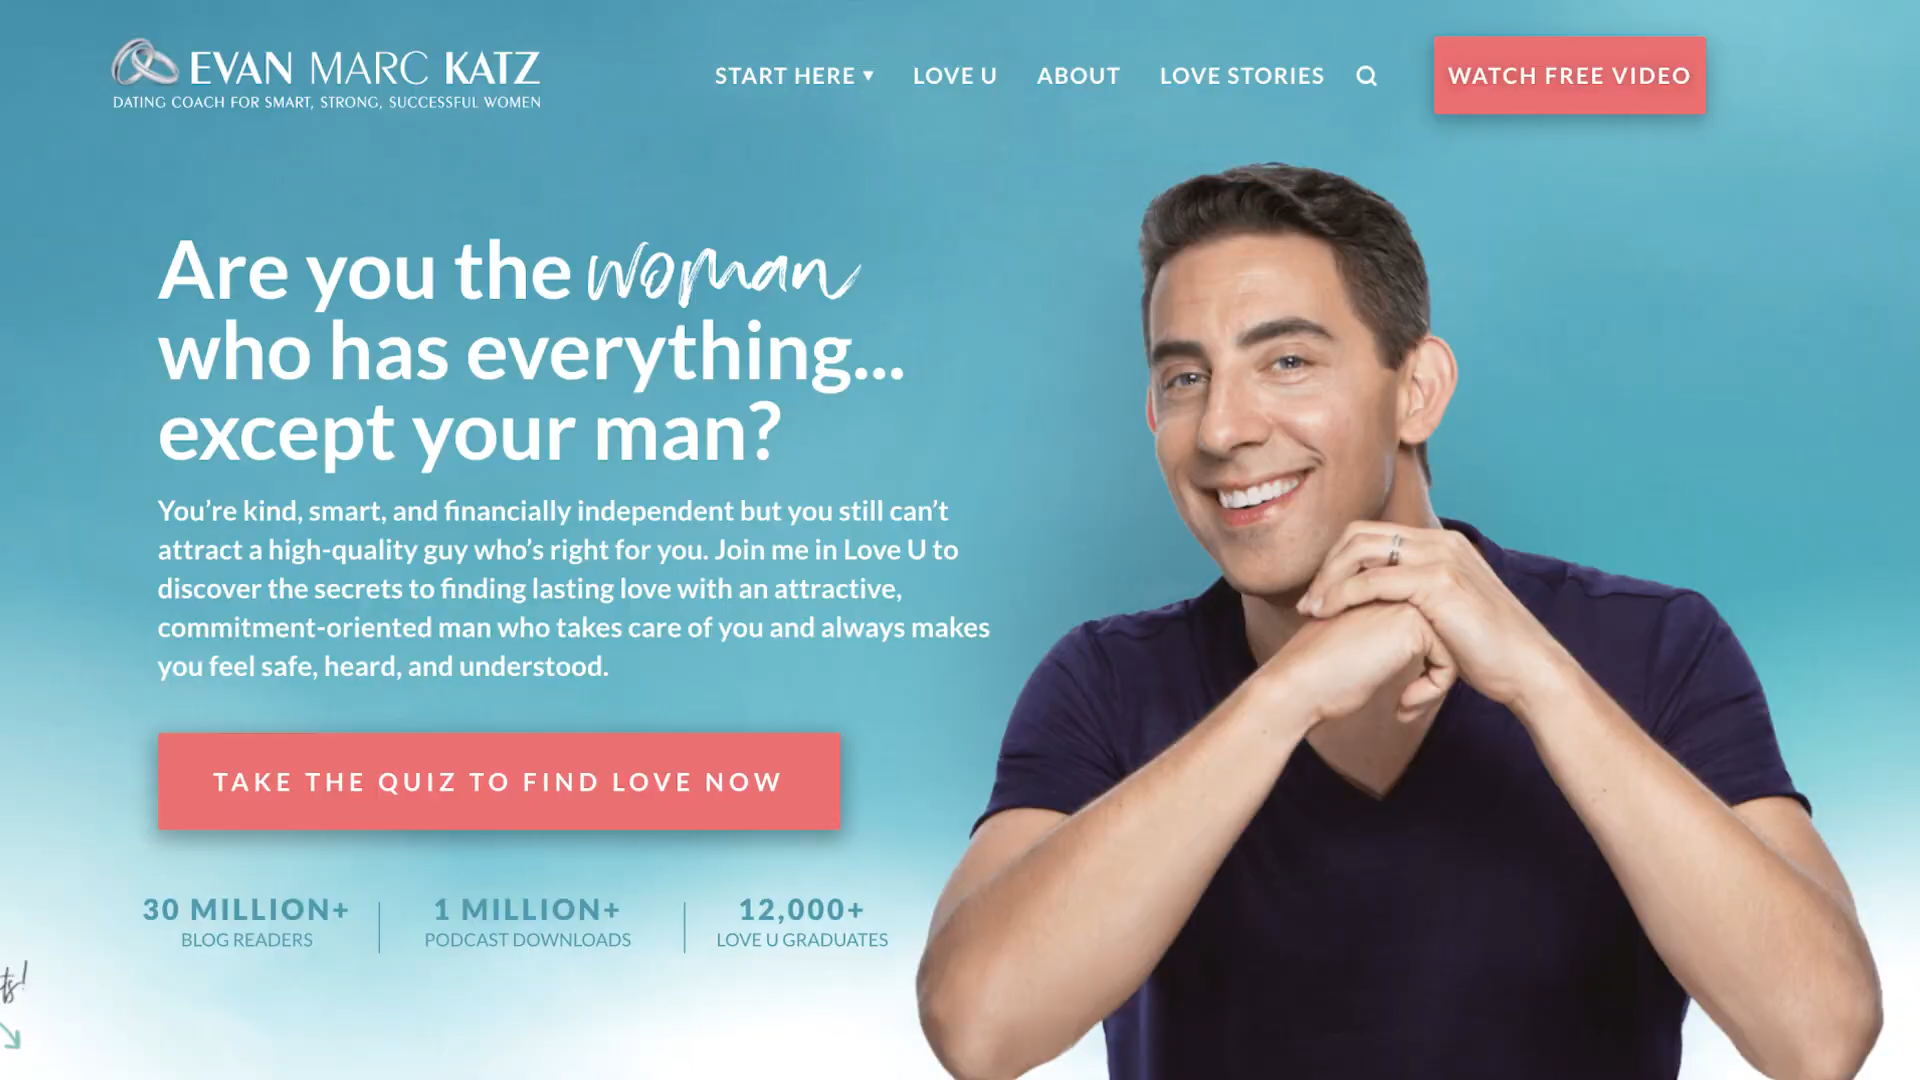 EVAN MARC KATZ
DATING COACH FOR SMART, STRONG, SUCCESSFUL WOMEN
START HERE ▾ LOVE U ABOUT LOVE STORIES
WATCH FREE VIDEO
Are you the woman
who has everything...
except your man?
You’re kind, smart, and financially independent but you still can’t
attract a high-quality guy who’s right for you. Join me in Love U to
discover the secrets to finding lasting love with an attractive,
commitment-oriented man who takes care of you and always makes
you feel safe, heard, and understood.
TAKE THE QUIZ TO FIND LOVE NOW
30 MILLION+
BLOG READERS
1 MILLION+
PODCAST DOWNLOADS
12,000+
LOVE U GRADUATES